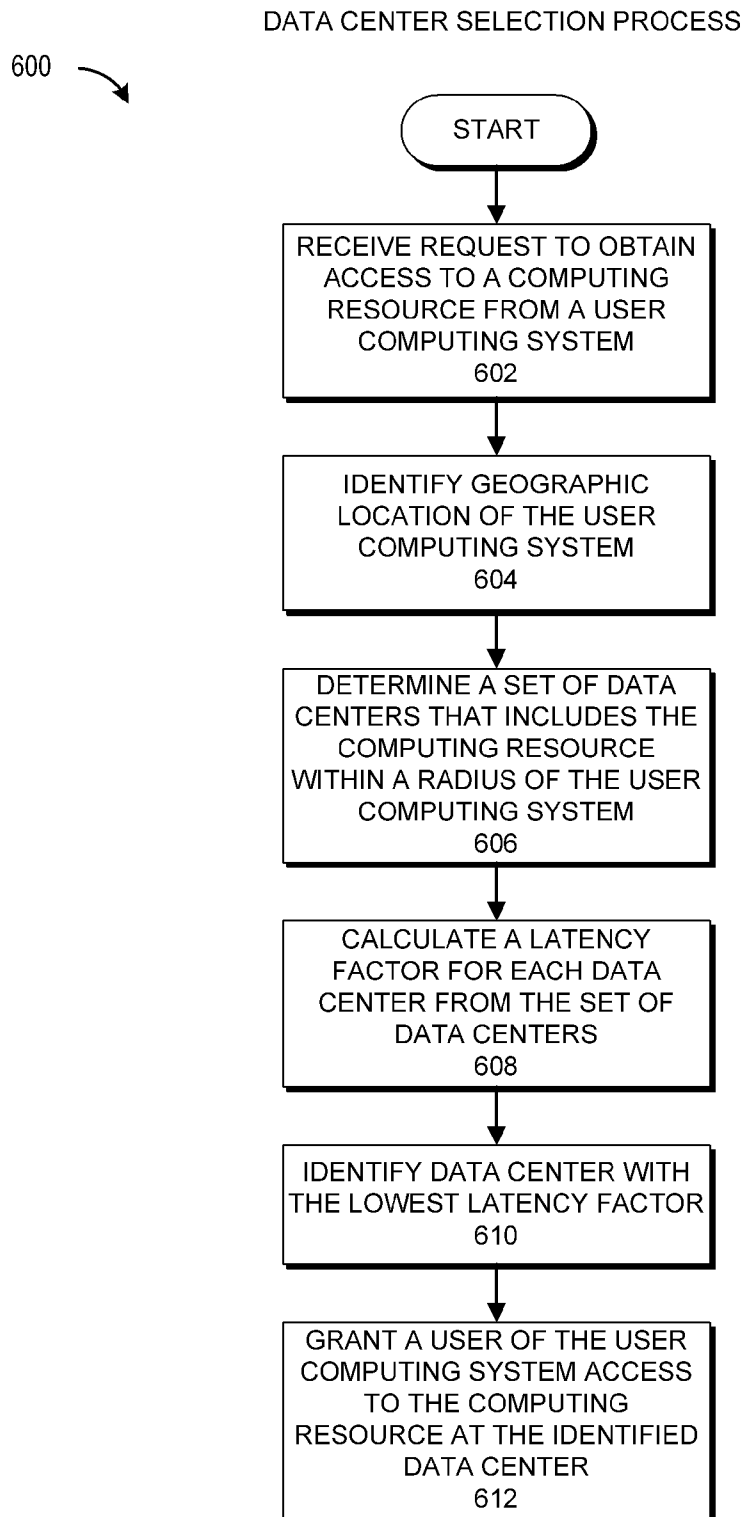 DATA CENTER SELECTION PROCESS
600
START
RECEIVE REQUEST TO OBTAIN
ACCESS TO A COMPUTING
RESOURCE FROM A USER
COMPUTING SYSTEM
602
IDENTIFY GEOGRAPHIC
LOCATION OF THE USER
COMPUTING SYSTEM
604
DETERMINE A SET OF DATA
CENTERS THAT INCLUDES THE
COMPUTING RESOURCE
WITHIN A RADIUS OF THE USER
COMPUTING SYSTEM
606
CALCULATE A LATENCY
FACTOR FOR EACH DATA
CENTER FROM THE SET OF
DATA CENTERS
608
IDENTIFY DATA CENTER WITH
THE LOWEST LATENCY FACTOR
610
GRANT A USER OF THE USER
COMPUTING SYSTEM ACCESS
TO THE COMPUTING
RESOURCE AT THE IDENTIFIED
DATA CENTER
612